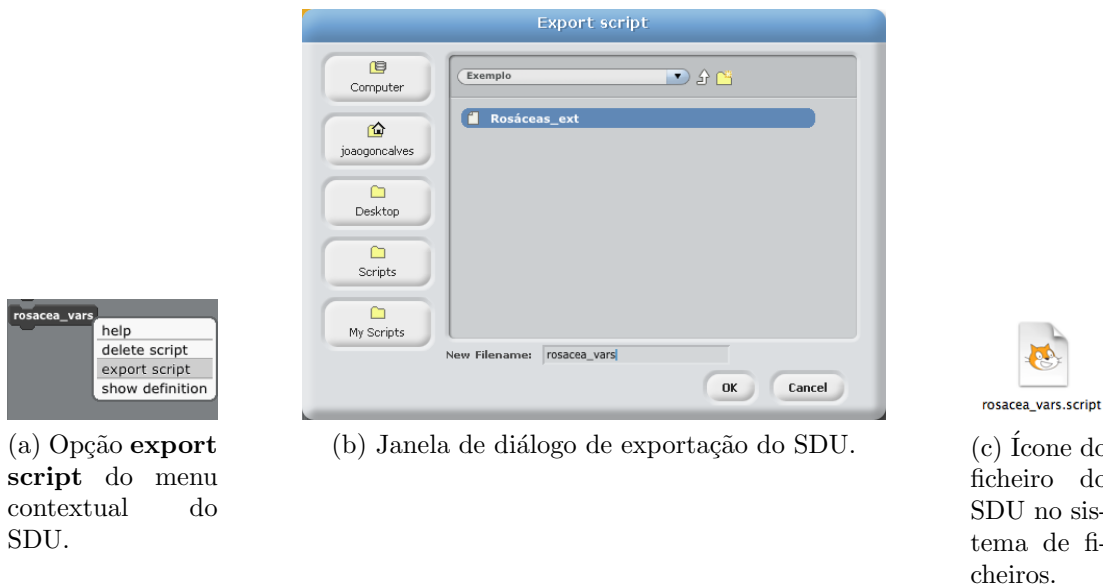 rosacea_vars
help
delete script
export script
show definition
(a) Opção export
script do menu
contextual do
SDU.
Export script
Computer
joaogoncalves
Desktop
Scripts
My Scripts
Exemplo
Rosáceas_ext
New Filename: rosacea_vars
OK Cancel
(b) Janela de diálogo de exportação do SDU.
rosacea_vars.script
(c) Ícone do
ficheiro do
SDU no sis-
tema de fi-
cheiros.